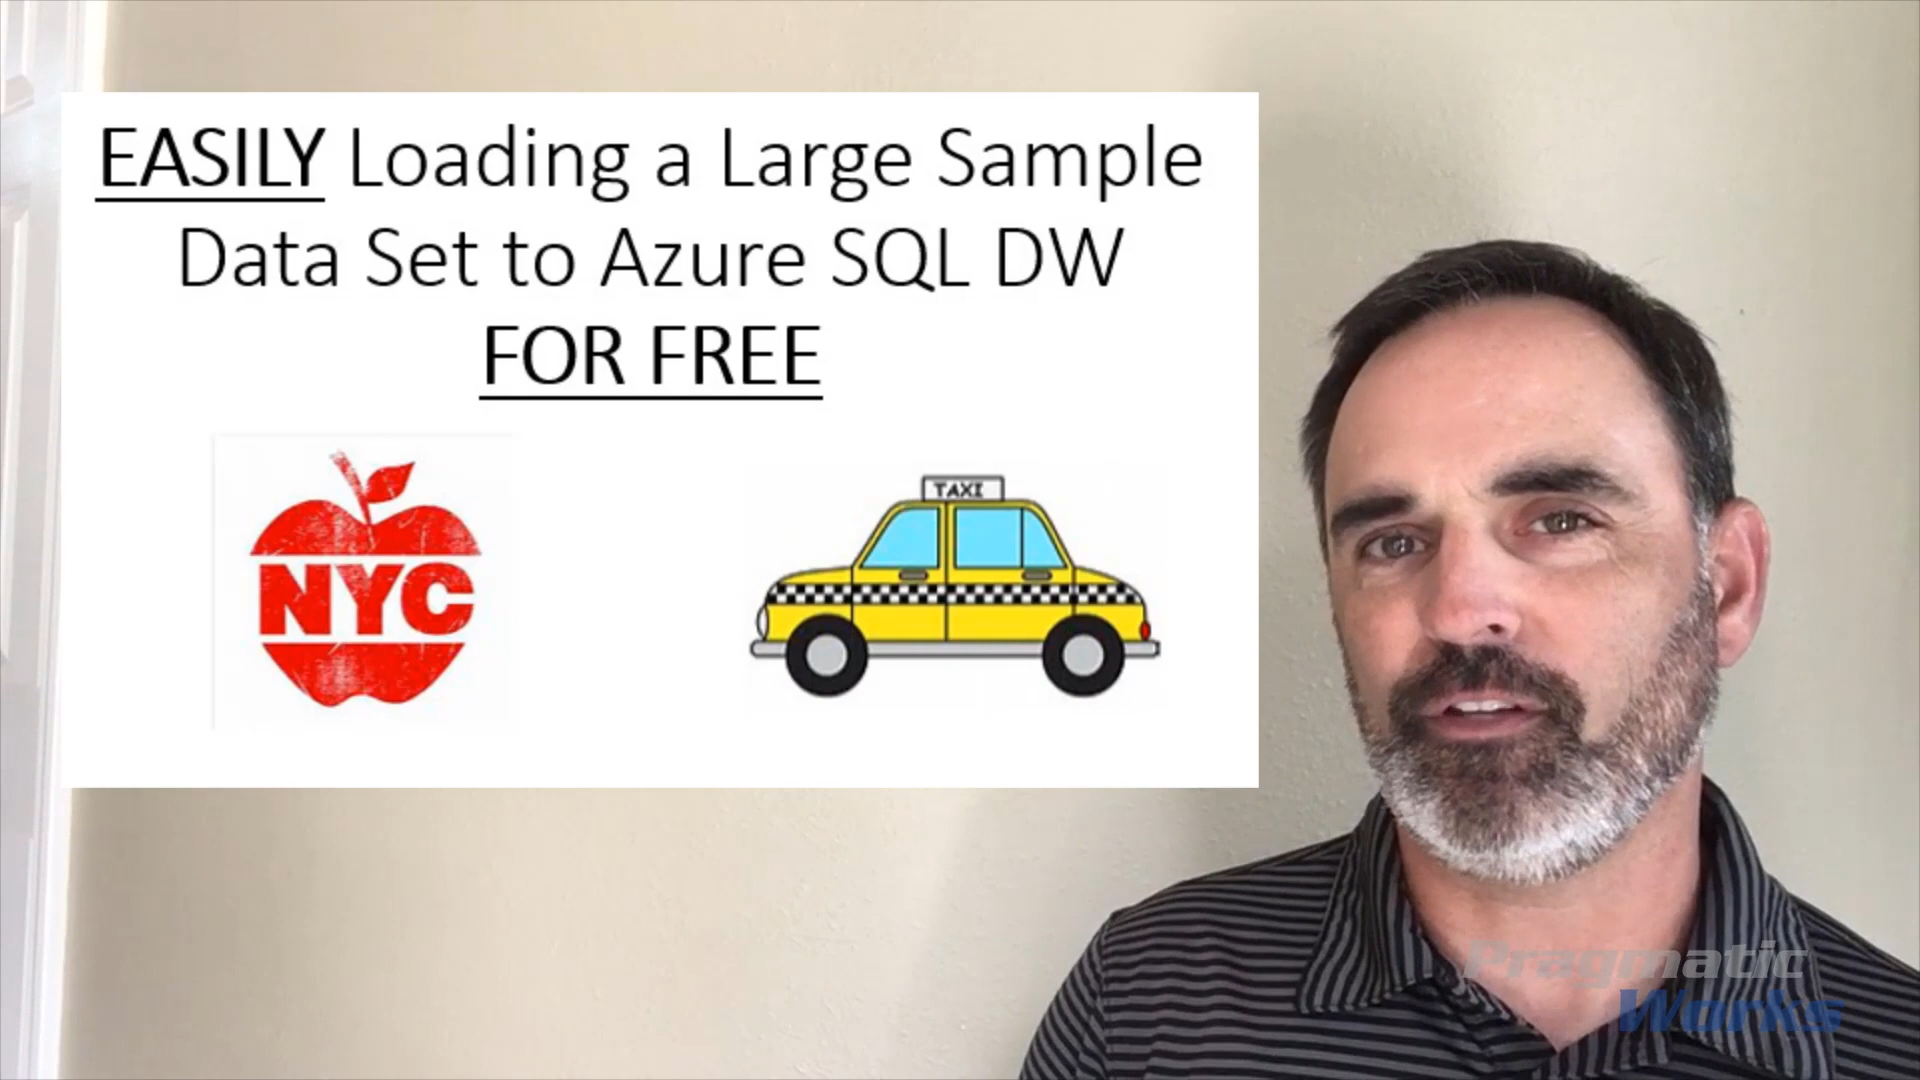 EASILY Loading a Large Sample
Data Set to Azure SQL DW
FOR FREE
NYC
TAXI
Pragmatic
Works